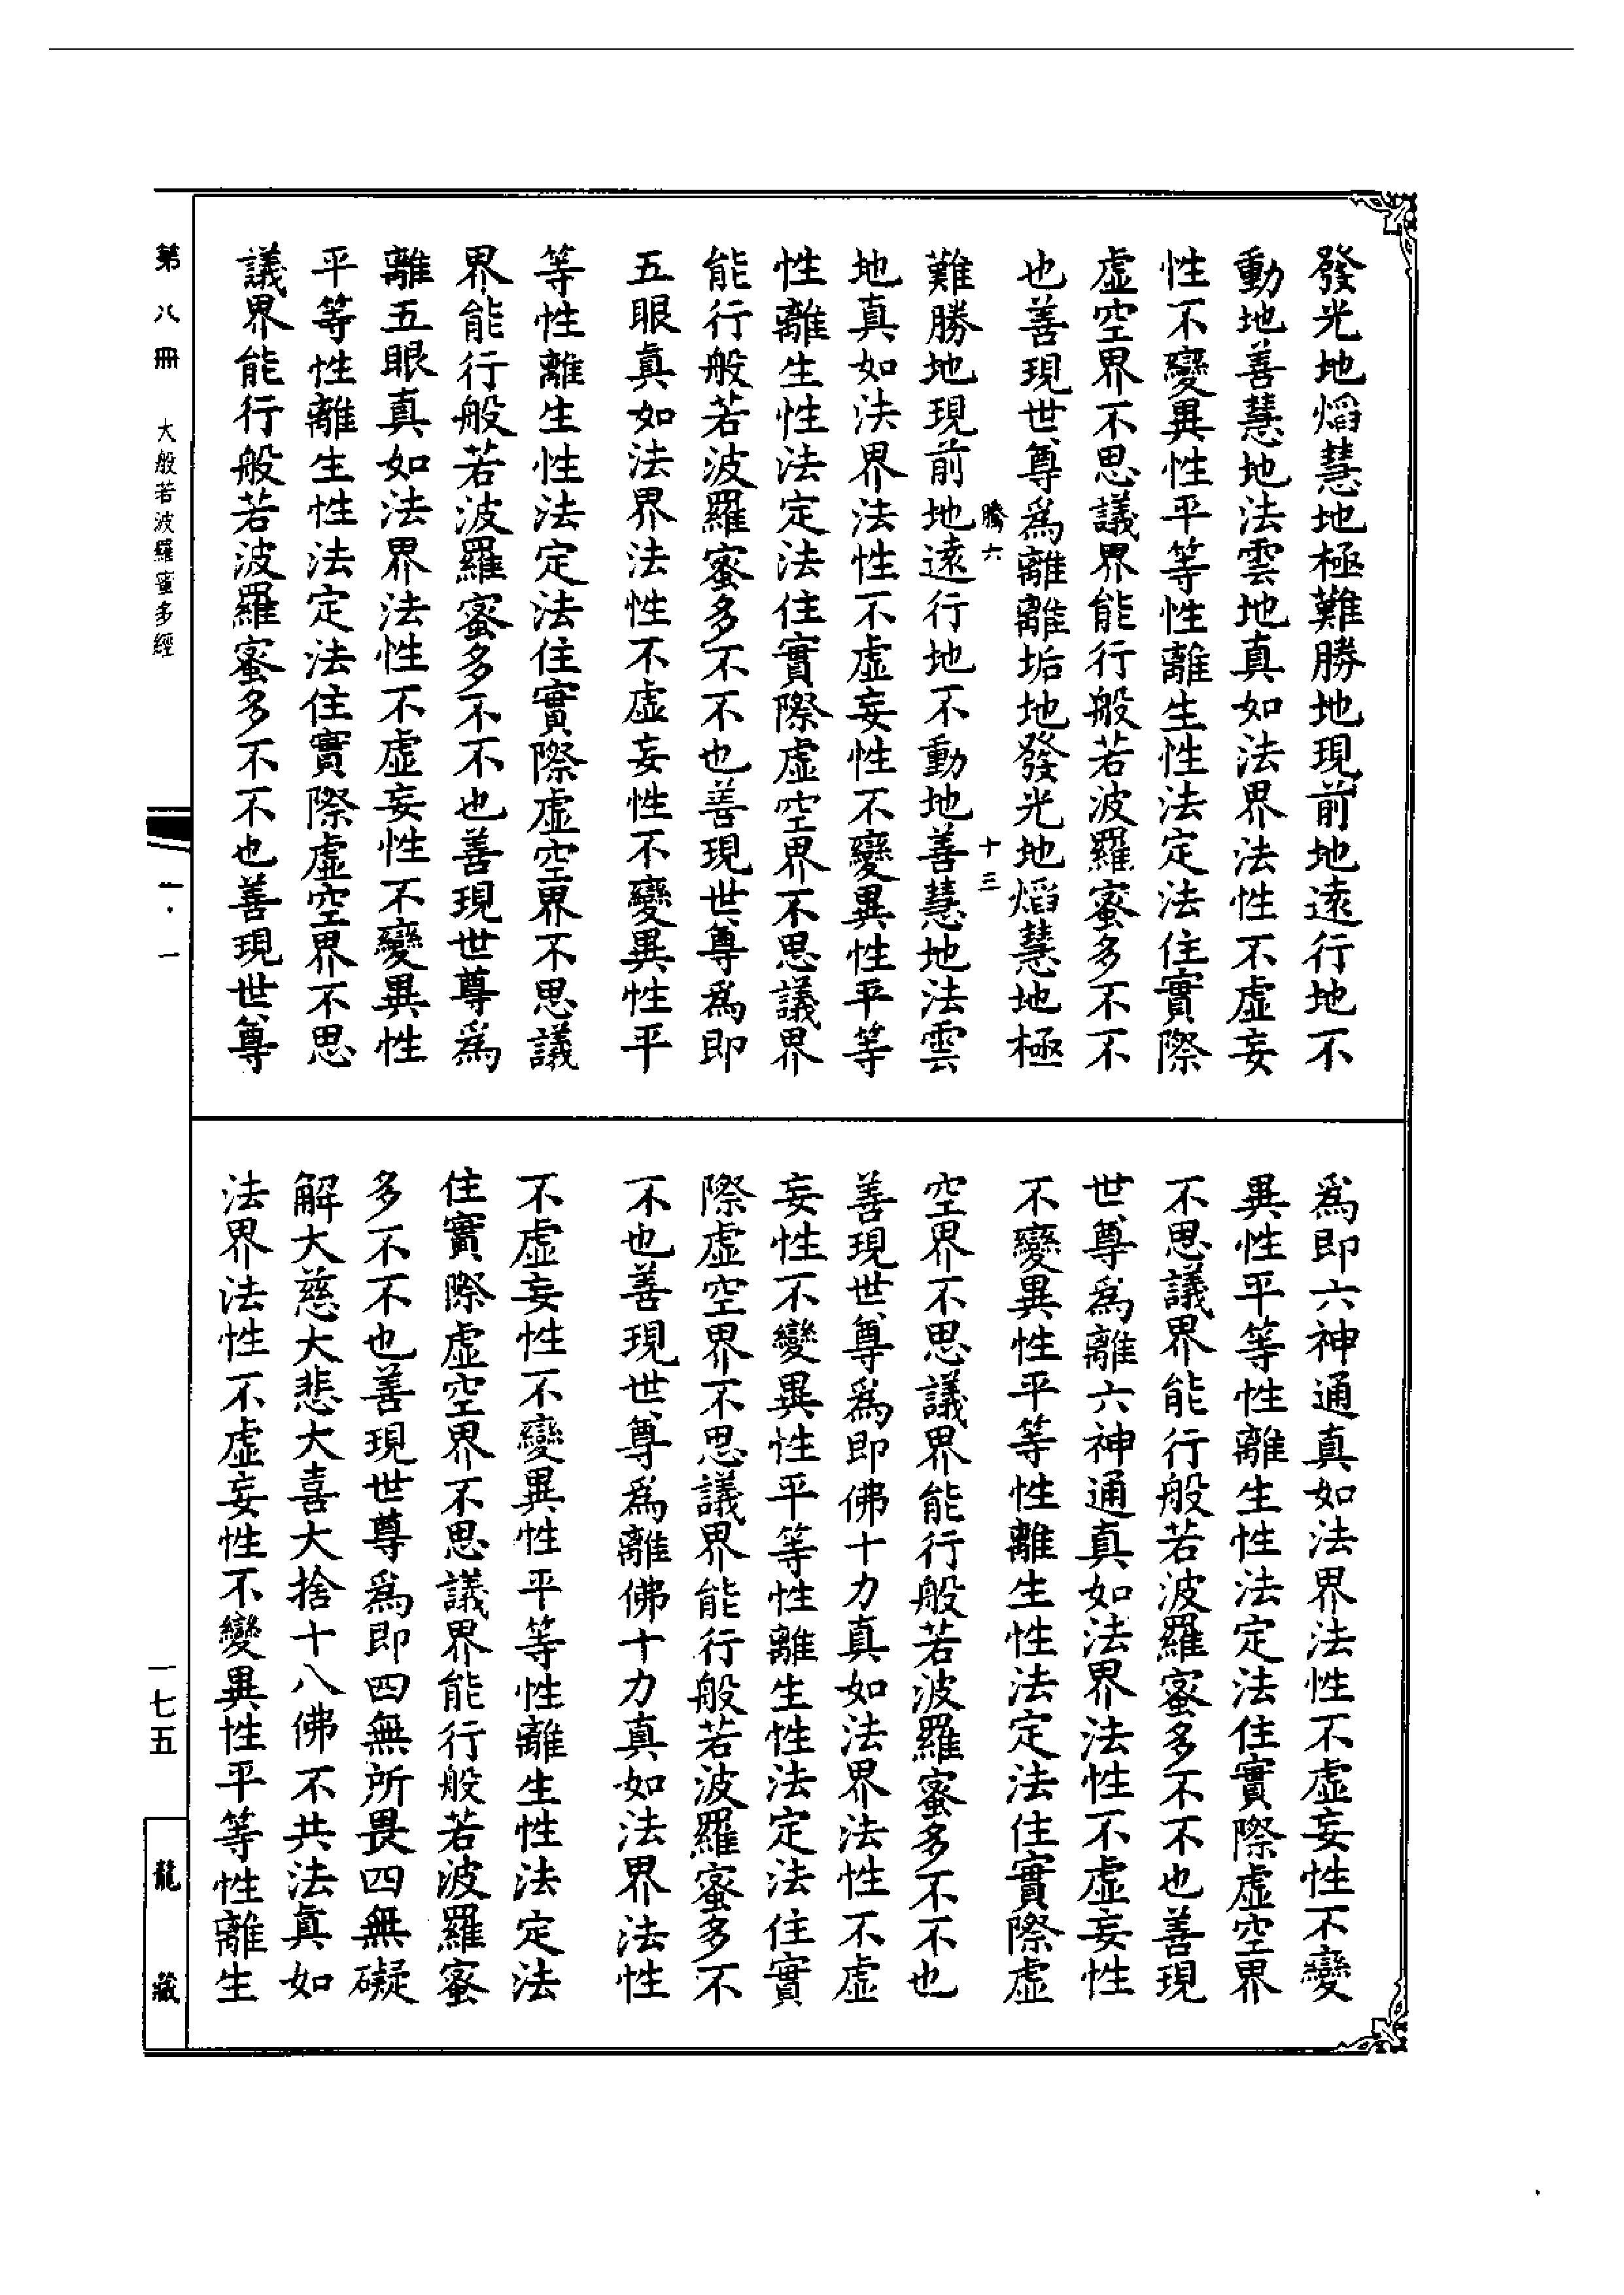 發光地焰慧地極難勝地現前地遠行地不
動地善慧地法雲地真如法界法性不虛妄
性不變異性平等性離生性法定法住實際
虛空界不思議界能行般若波羅蜜多不不
也善現世尊為離離垢地發光地焰慧地極
騰六 十三
難勝地現前地遠行地不動地善慧地法雲
地真如法界法性不虛妄性不變異性平等
性離生性法定法住實際虛空界不思議界
能行般若波羅蜜多不不也善現世尊為即
五眼真如法界法性不虛妄性不變異性平
等性離生性法定法住實際虛空界不思議
界能行般若波羅蜜多不不也善現世尊為
離五眼真如法界法性不虛妄性不變異性
平等性離生性法定法住實際虛空界不思
議界能行般若波羅蜜多不不也善現世尊
為即六神通真如法界法性不虛妄性不變
異性平等性離生性法定法住實際虛空界
不思議界能行般若波羅蜜多不不也善現
世尊為離六神通真如法界法性不虛妄性
不變異性平等性離生性法定法住實際虛
空界不思議界能行般若波羅蜜多不不也
善現世尊為即佛十力真如法界法性不虛
妄性不變異性平等性離生性法定法住實
際虛空界不思議界能行般若波羅蜜多不
不也善現世尊為離佛十力真如法界法性
不虛妄性不變異性平等性離生性法定法
住實際虛空界不思議界能行般若波羅蜜
多不不也善現世尊為即四無所畏四無礙
解大慈大悲大喜大捨十八佛不共法真如
法界法性不虛妄性不變異性平等性離生
第八冊 大般若波羅蜜多經 一·一 一七五 龍藏